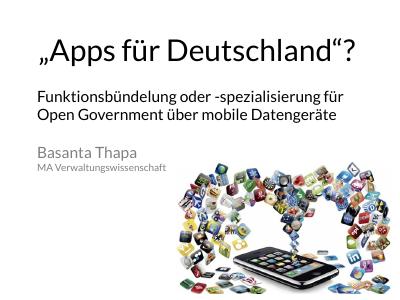 „Apps für Deutschland“?
Funktionsbündelung oder -spezialisierung für
Open Government über mobile Datengeräte
Basanta Thapa
MA Verwaltungswissenschaft